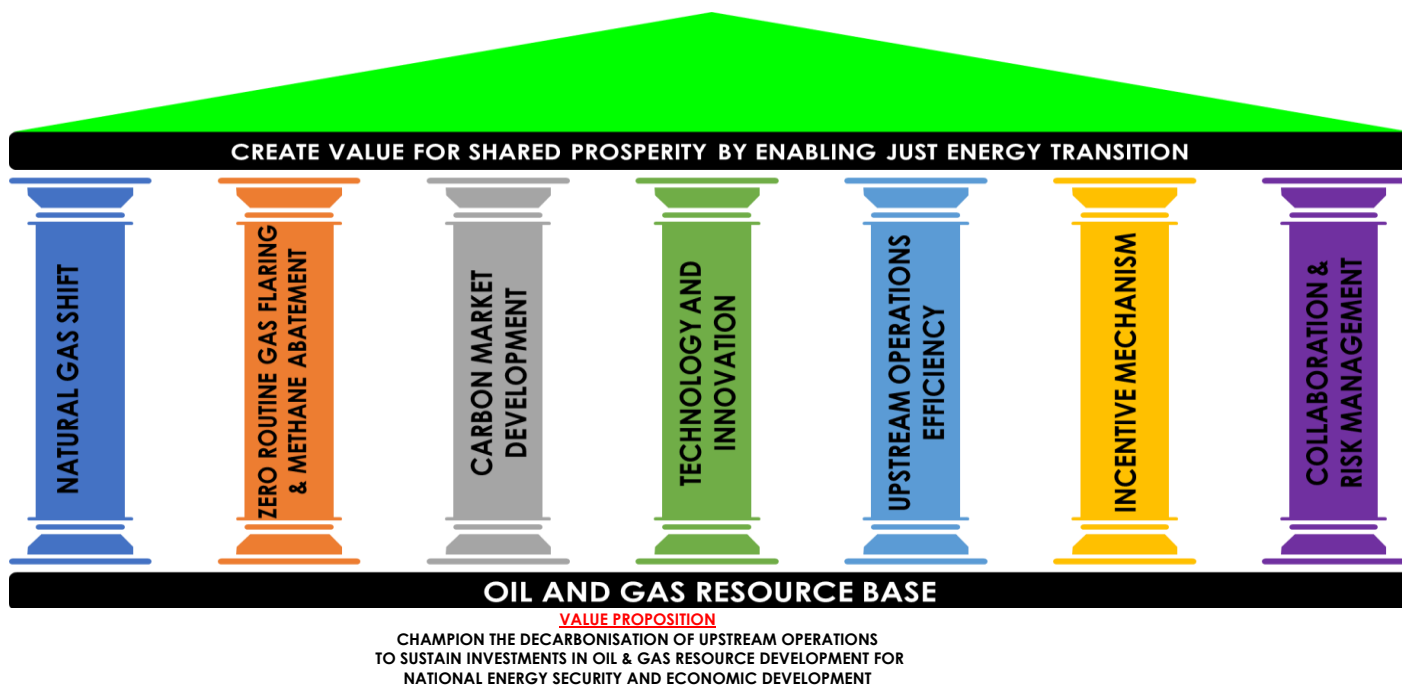 CREATE VALUE FOR SHARED PROSPERITY BY ENABLING JUST ENERGY TRANSITION
NATURAL GAS SHIFT
ZERO ROUTINE GAS FLARING
& METHANE ABATEMENT
CARBON MARKET
DEVELOPMENT
TECHNOLOGY AND
INNOVATION
UPSTREAM OPERATIONS
EFFICIENCY
INCENTIVE MECHANISM
COLLABORATION &
RISK MANAGEMENT
OIL AND GAS RESOURCE BASE
VALUE PROPOSITION
CHAMPION THE DECARBONISATION OF UPSTREAM OPERATIONS
TO SUSTAIN INVESTMENTS IN OIL & GAS RESOURCE DEVELOPMENT FOR
NATIONAL ENERGY SECURITY AND ECONOMIC DEVELOPMENT